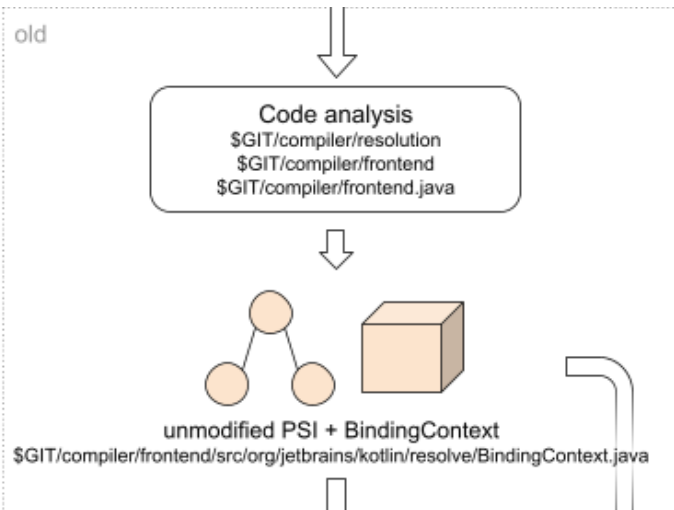 old
Code analysis
$GIT/compiler/resolution
$GIT/compiler/frontend
$GIT/compiler/frontend.java
unmodified PSI + BindingContext
$GIT/compiler/frontend/src/org/jetbrains/kotlin/resolve/BindingContext.java